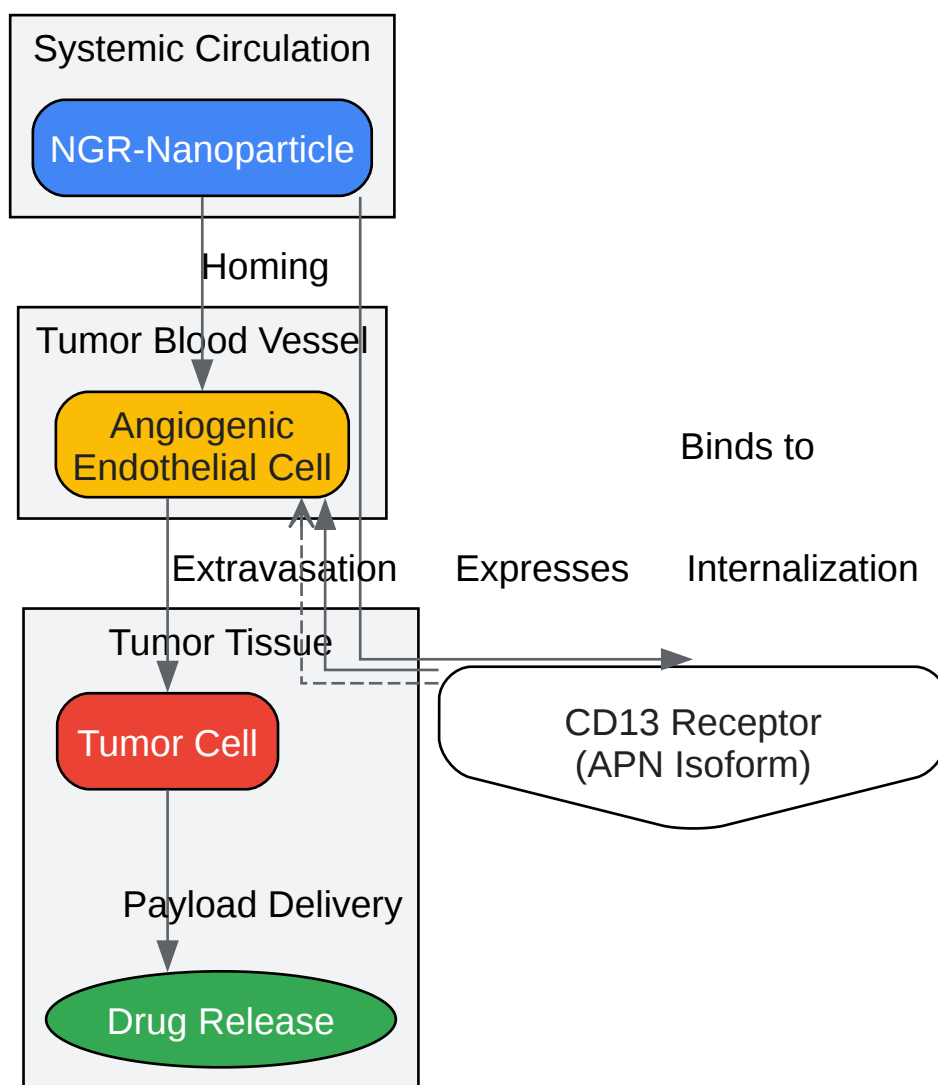 Systemic Circulation
NGR-Nanoparticle
Homing
Tumor Blood Vessel
Angiogenic
Endothelial Cell
Binds to
Extravasation
Expresses
Internalization
Tumor Tissue
Tumor Cell
CD13 Receptor
(APN Isoform)
Payload Delivery
Drug Release